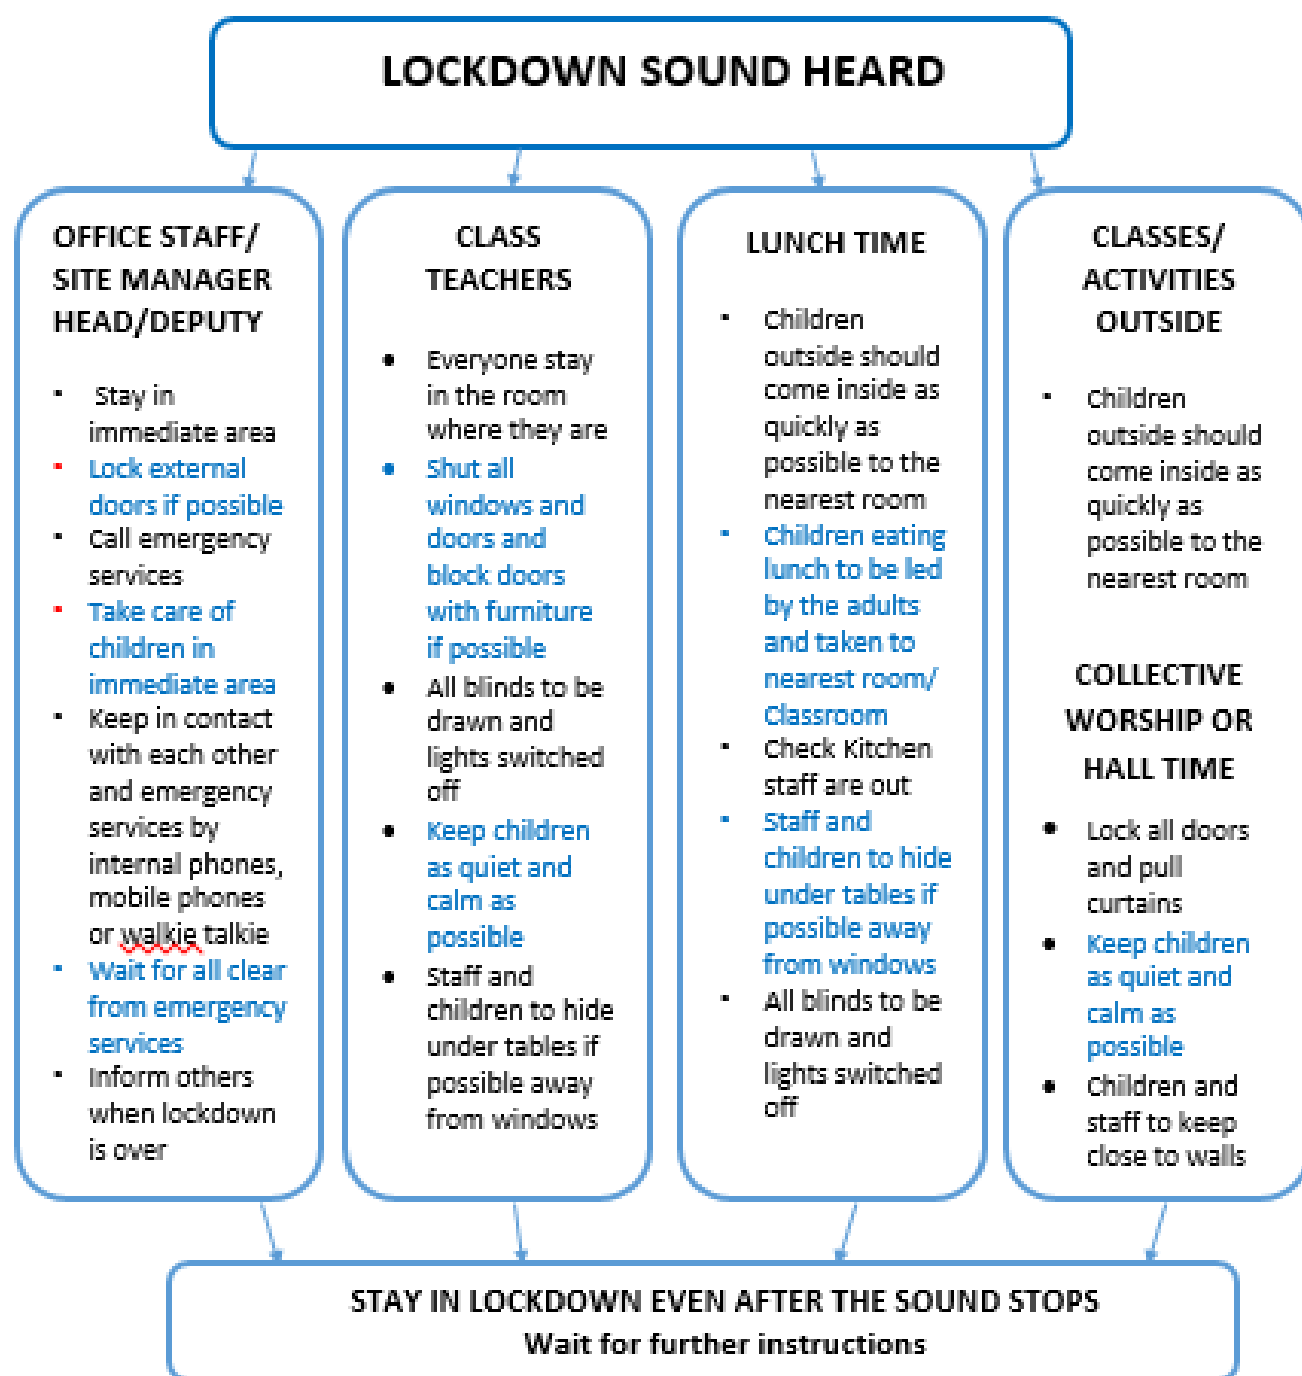 LOCKDOWN SOUND HEARD
OFFICE STAFF/
SITE MANAGER
HEAD/DEPUTY
▪ Stay in
immediate area
▪ Lock external
doors if possible
▪ Call emergency
services
▪ Take care of
children in
immediate area
▪ Keep in contact
with each other
and emergency
services by
internal phones,
mobile phones
or walkie talkie
▪ Wait for all clear
from emergency
services
▪ Inform others
when lockdown
is over
CLASS
TEACHERS
● Everyone stay
in the room
where they are
● Shut all
windows and
doors and
block doors
with furniture
if possible
● All blinds to be
drawn and
lights switched
off
● Keep children
as quiet and
calm as
possible
● Staff and
children to hide
under tables if
possible away
from windows
LUNCH TIME
▪ Children
outside should
come inside as
quickly as
possible to the
nearest room
▪ Children eating
lunch to be led
by the adults
and taken to
nearest room/
Classroom
▪ Check Kitchen
staff are out
▪ Staff and
children to hide
under tables if
possible away
from windows
▪ All blinds to be
drawn and
lights switched
off
CLASSES/
ACTIVITIES
OUTSIDE
▪ Children
outside should
come inside as
quickly as
possible to the
nearest room
COLLECTIVE
WORSHIP OR
HALL TIME
● Lock all doors
and pull
curtains
● Keep children
as quiet and
calm as
possible
● Children and
staff to keep
close to walls
STAY IN LOCKDOWN EVEN AFTER THE SOUND STOPS
Wait for further instructions